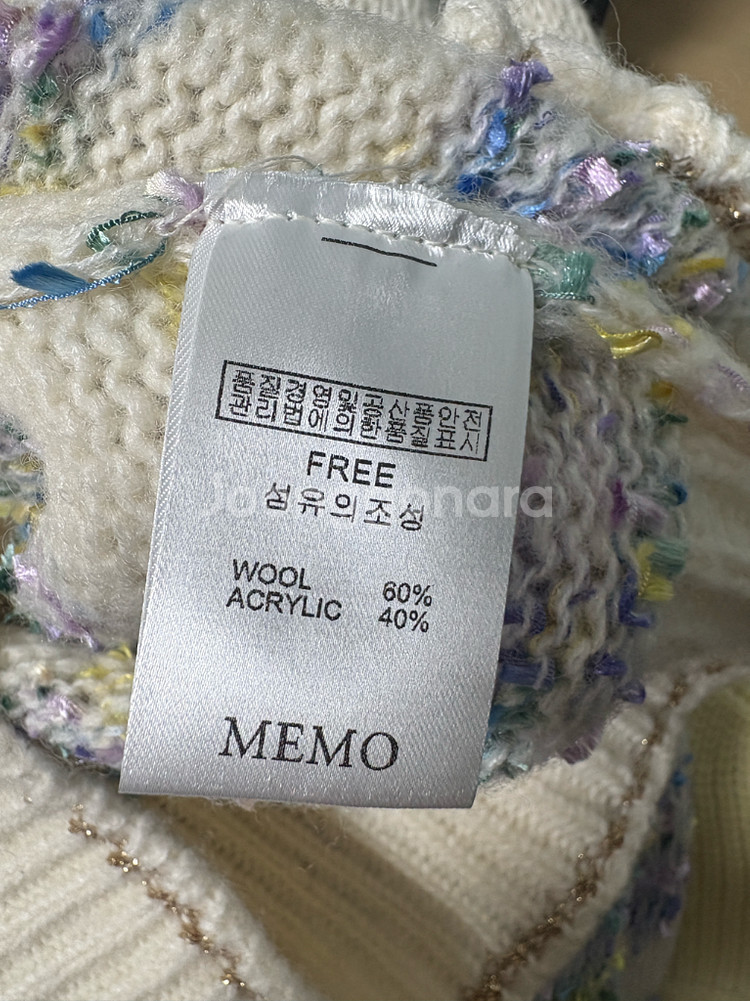 품질경영및공산품안전
관리법에의한품질표시
FREE
섬유의조성
WOOL 60%
ACRYLIC 40%
MEMO